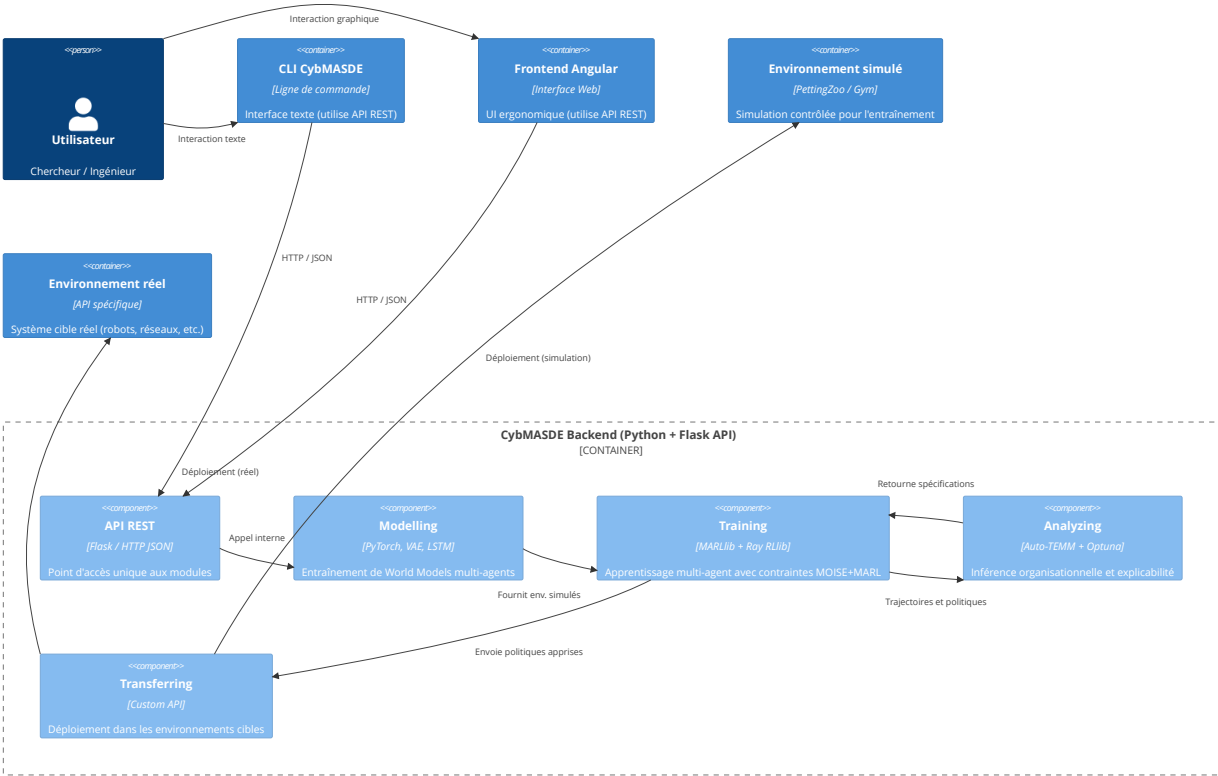 Interaction graphique
<<person>>
Utilisateur
Chercheur / Ingénieur
Interaction texte
<<container>>
CLI CybMASDE
[Ligne de commande]
Interface texte (utilise API REST)
<<container>>
Frontend Angular
[Interface Web]
UI ergonomique (utilise API REST)
<<container>>
Environnement simulé
[PettingZoo / Gym]
Simulation contrôlée pour l'entraînement
<<container>>
Environnement réel
[API spécifique]
Système cible réel (robots, réseaux, etc.)
HTTP / JSON
HTTP / JSON
Déploiement (simulation)
CybMASDE Backend (Python + Flask API)
[CONTAINER]
Déploiement (réel)
Retourne spécifications
<<component>>
API REST
[Flask / HTTP JSON]
Point d'accès unique aux modules
Appel interne
<<component>>
Modelling
[PyTorch, VAE, LSTM]
Entraînement de World Models multi-agents
<<component>>
Training
[MARLlib + Ray RLlib]
Apprentissage multi-agent avec contraintes MOISE+MARL
<<component>>
Analyzing
[Auto-TEMM + Optuna]
Inférence organisationnelle et explicabilité
Fournit env. simulés
Trajectoires et politiques
Envoie politiques apprises
<<component>>
Transferring
[Custom API]
Déploiement dans les environnements cibles